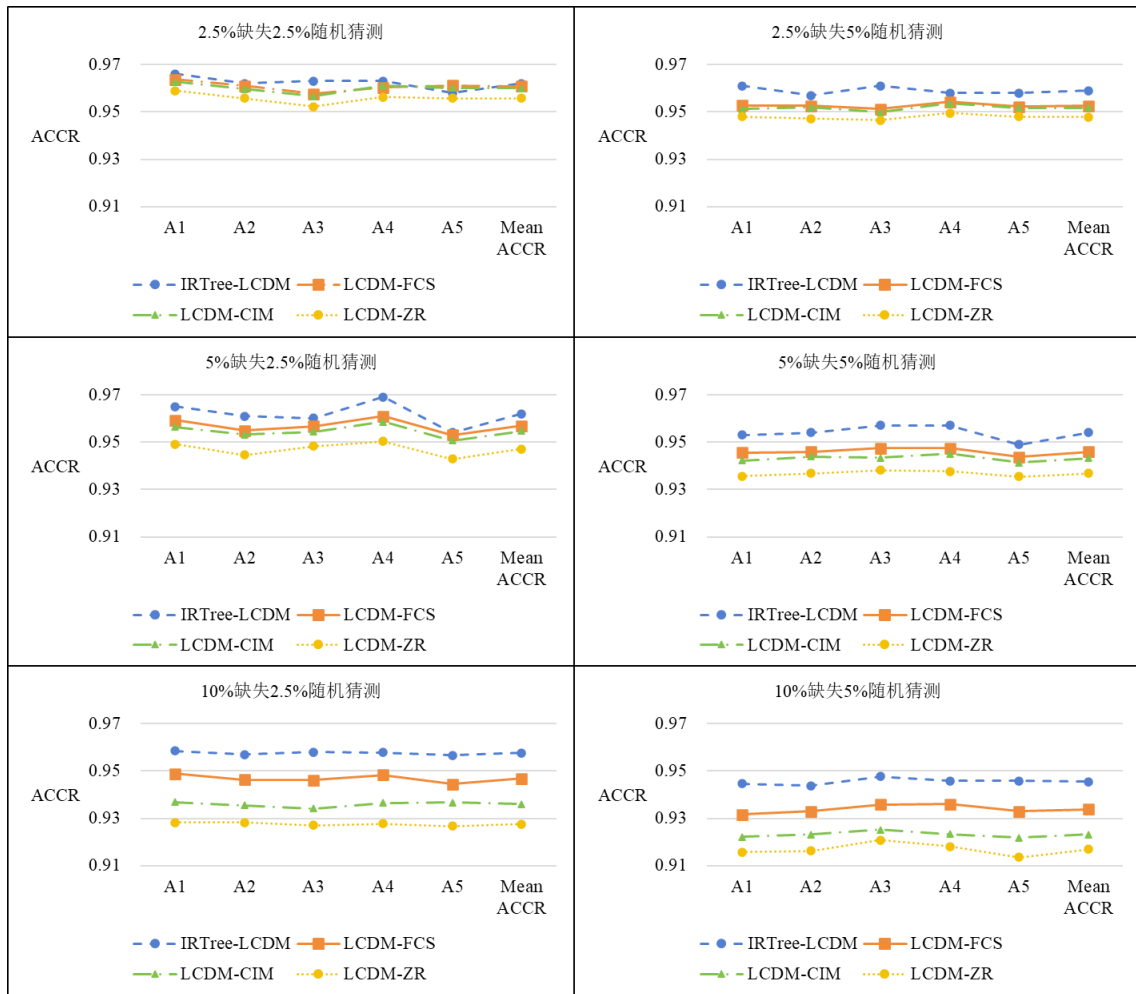 2.5%缺失2.5%随机猜测
0.97
0.95
ACCR
0.93
0.91
A1 A2 A3 A4 A5 Mean
ACCR
IRTree-LCDM LCDM-FCS
LCDM-CIM LCDM-ZR
2.5%缺失5%随机猜测
0.97
0.95
ACCR
0.93
0.91
A1 A2 A3 A4 A5 Mean
ACCR
IRTree-LCDM LCDM-FCS
LCDM-CIM LCDM-ZR
5%缺失2.5%随机猜测
0.97
0.95
ACCR
0.93
0.91
A1 A2 A3 A4 A5 Mean
ACCR
IRTree-LCDM LCDM-FCS
LCDM-CIM LCDM-ZR
5%缺失5%随机猜测
0.97
0.95
ACCR
0.93
0.91
A1 A2 A3 A4 A5 Mean
ACCR
IRTree-LCDM LCDM-FCS
LCDM-CIM LCDM-ZR
10%缺失2.5%随机猜测
0.97
0.95
ACCR
0.93
0.91
A1 A2 A3 A4 A5 Mean
ACCR
IRTree-LCDM LCDM-FCS
LCDM-CIM LCDM-ZR
10%缺失5%随机猜测
0.97
0.95
ACCR
0.93
0.91
A1 A2 A3 A4 A5 Mean
ACCR
IRTree-LCDM LCDM-FCS
LCDM-CIM LCDM-ZR